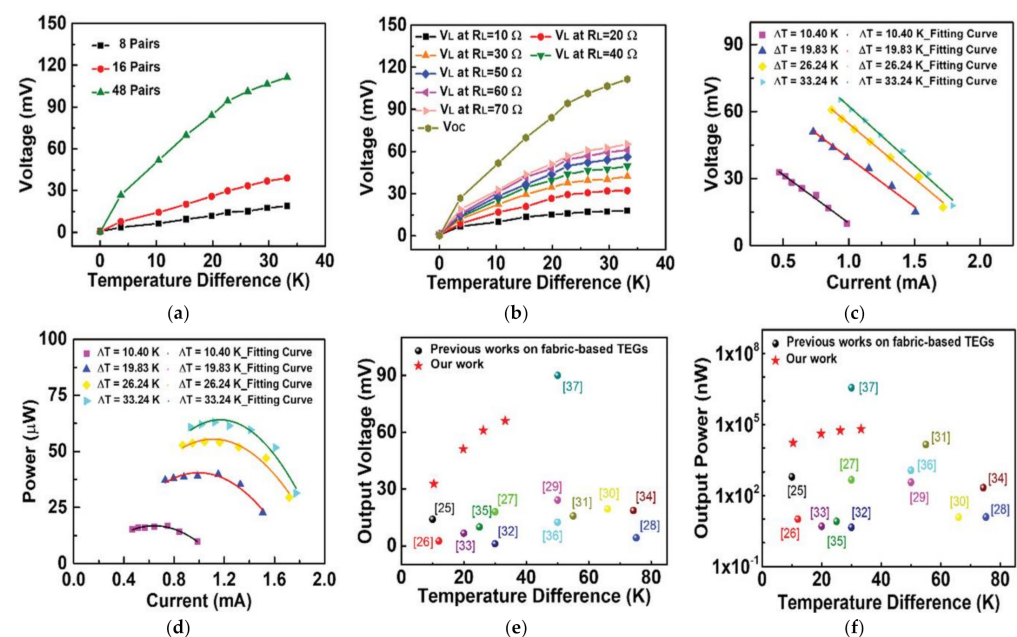 150
120
90
60
30
0
Voltage (mV)
8 Pairs
16 Pairs
48 Pairs
0 10 20 30 40
Temperature Difference (K)
(a)
150
120
90
60
30
0
Voltage (mV)
VL at RL=10 Ω VL at RL=20 Ω
VL at RL=30 Ω VL at RL=40 Ω
VL at RL=50 Ω
VL at RL=60 Ω
VL at RL=70 Ω
VOC
0 10 20 30 40
Temperature Difference (K)
(b)
90
60
30
0
Voltage (mV)
ΔT = 10.40 K ΔT = 10.40 K_Fitting Curve
ΔT = 19.83 K ΔT = 19.83 K_Fitting Curve
ΔT = 26.24 K ΔT = 26.24 K_Fitting Curve
ΔT = 33.24 K ΔT = 33.24 K_Fitting Curve
0.5 1.0 1.5 2.0
Current (mA)
(c)
100
75
50
25
0
Power (μW)
ΔT = 10.40 K ΔT = 10.40 K_Fitting Curve
ΔT = 19.83 K ΔT = 19.83 K_Fitting Curve
ΔT = 26.24 K ΔT = 26.24 K_Fitting Curve
ΔT = 33.24 K ΔT = 33.24 K_Fitting Curve
0.0 0.4 0.8 1.2 1.6 2.0
Current (mA)
(d)
90
60
30
0
Output Voltage (mV)
Previous works on fabric-based TEGs
Our work
[37]
[25]
[35]
[27]
[29]
[30]
[34]
[26]
[33]
[32]
[36]
[31]
[28]
0 20 40 60 80
Temperature Difference (K)
(e)
1x10^8
1x10^5
1x10^2
1x10^-1
Output Power (nW)
Previous works on fabric-based TEGs
Our work
[37]
[31]
[27]
[36]
[25]
[34]
[29]
[33]
[32]
[30]
[28]
[26]
[35]
0 20 40 60 80
Temperature Difference (K)
(f)